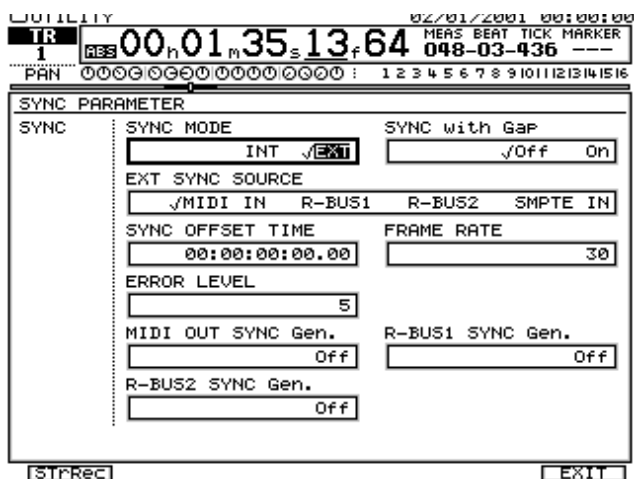 UTILITY 02/01/2001 00:00:00
TR 1 ABS 00h01m35s13f64 MEAS BEAT TICK MARKER
048-03-436 ---
PAN 1 2 3 4 5 6 7 8 9 10 11 12 13 14 15 16
SYNC PARAMETER
SYNC
SYNC MODE SYNC with Gap
INT √EXT √Off On
EXT SYNC SOURCE
√MIDI IN R-BUS1 R-BUS2 SMPTE IN
SYNC OFFSET TIME FRAME RATE
00:00:00:00.00 30
ERROR LEVEL
5
MIDI OUT SYNC Gen. R-BUS1 SYNC Gen.
Off Off
R-BUS2 SYNC Gen.
Off
STrRec EXIT